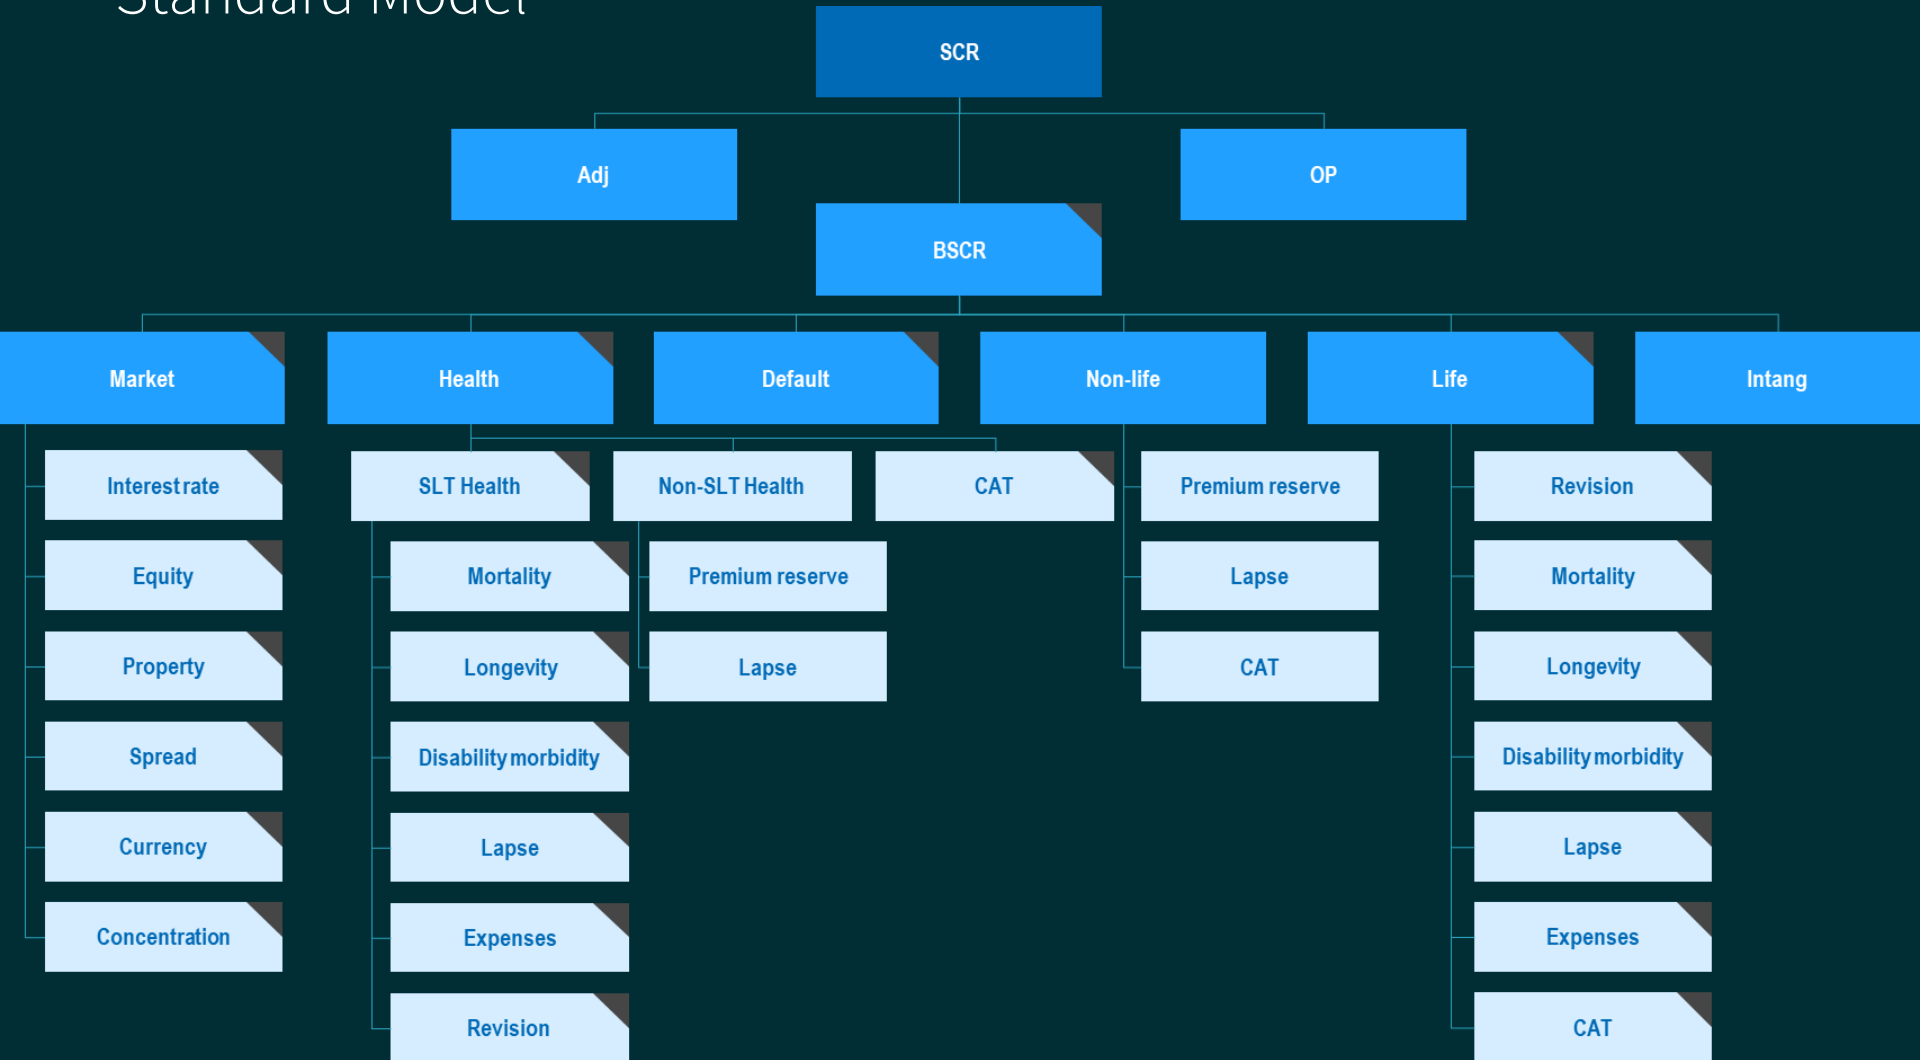 Standard Model
SCR
Adj
OP
BSCR
Market
Health
Default
Non-life
Life
Intang
Interest rate
Equity
Property
Spread
Currency
Concentration
SLT Health
Mortality
Longevity
Disability morbidity
Lapse
Expenses
Revision
Non-SLT Health
Premium reserve
Lapse
CAT
Premium reserve
Lapse
CAT
Revision
Mortality
Longevity
Disability morbidity
Lapse
Expenses
CAT